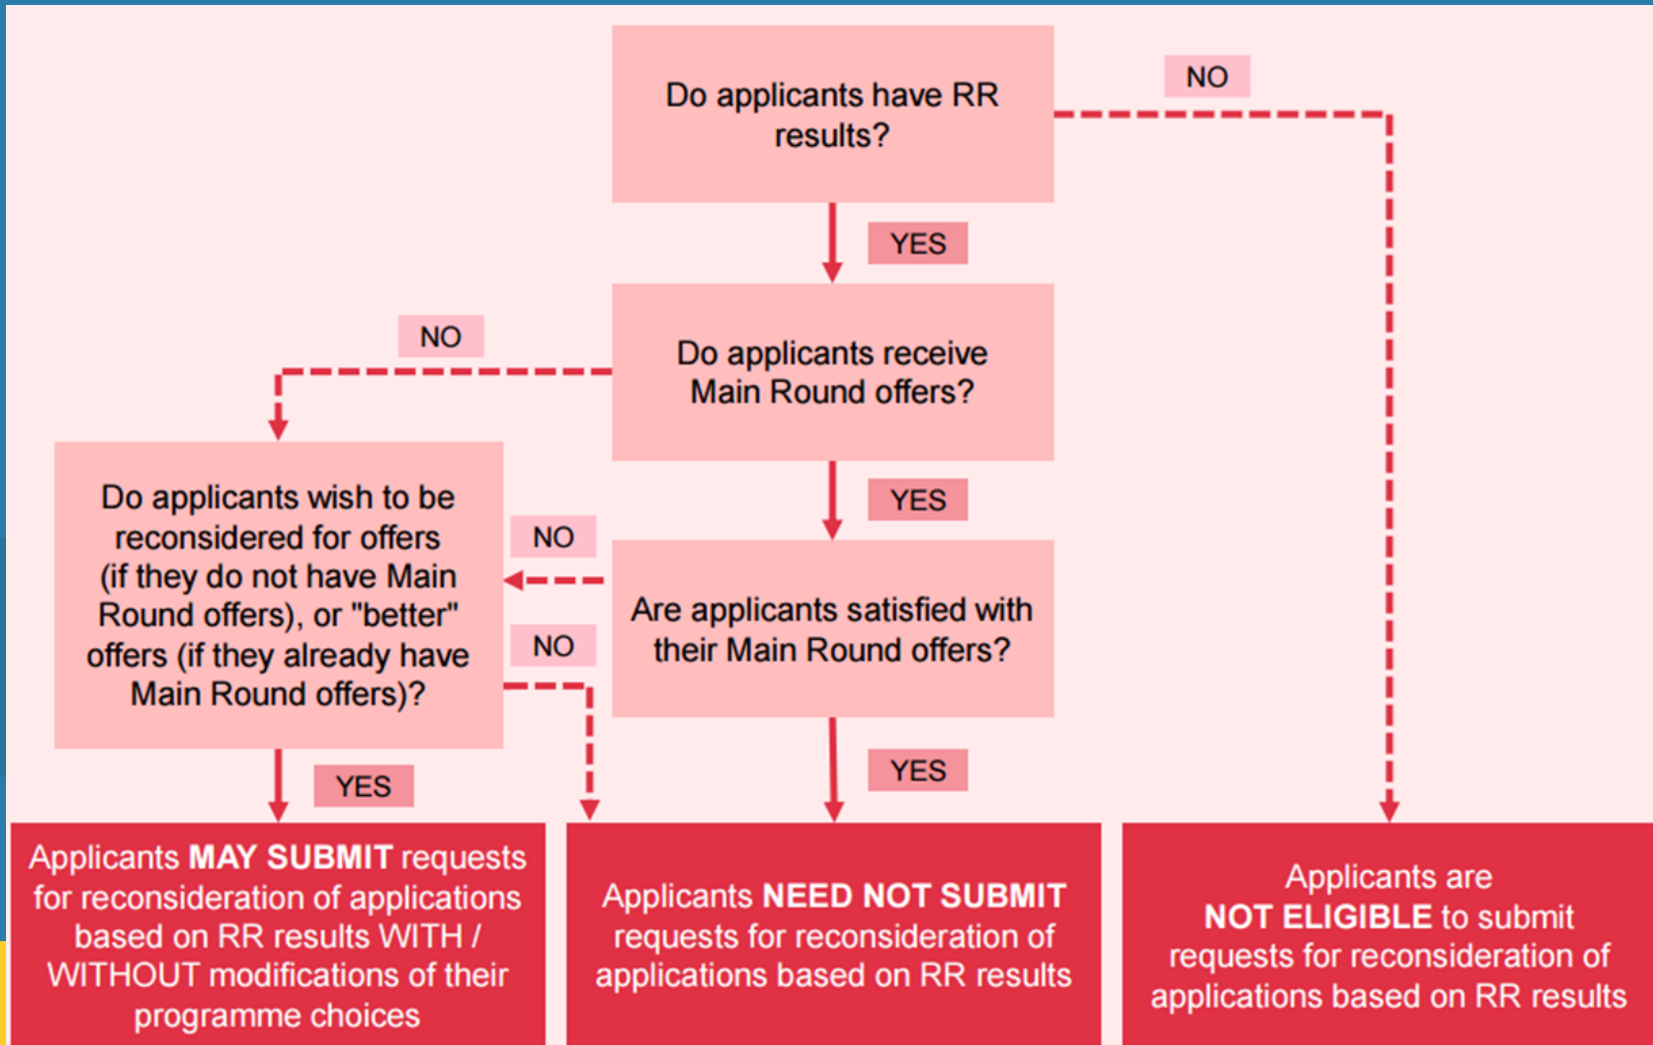 Do applicants have RR
results?
NO
YES
Do applicants receive
Main Round offers?
NO
YES
Do applicants wish to be
reconsidered for offers
(if they do not have Main
Round offers), or "better"
offers (if they already have
Main Round offers)?
NO
NO
Are applicants satisfied with
their Main Round offers?
YES
YES
Applicants MAY SUBMIT requests
for reconsideration of applications
based on RR results WITH /
WITHOUT modifications of their
programme choices
Applicants NEED NOT SUBMIT
requests for reconsideration of
applications based on RR results
Applicants are
NOT ELIGIBLE to submit
requests for reconsideration of
applications based on RR results